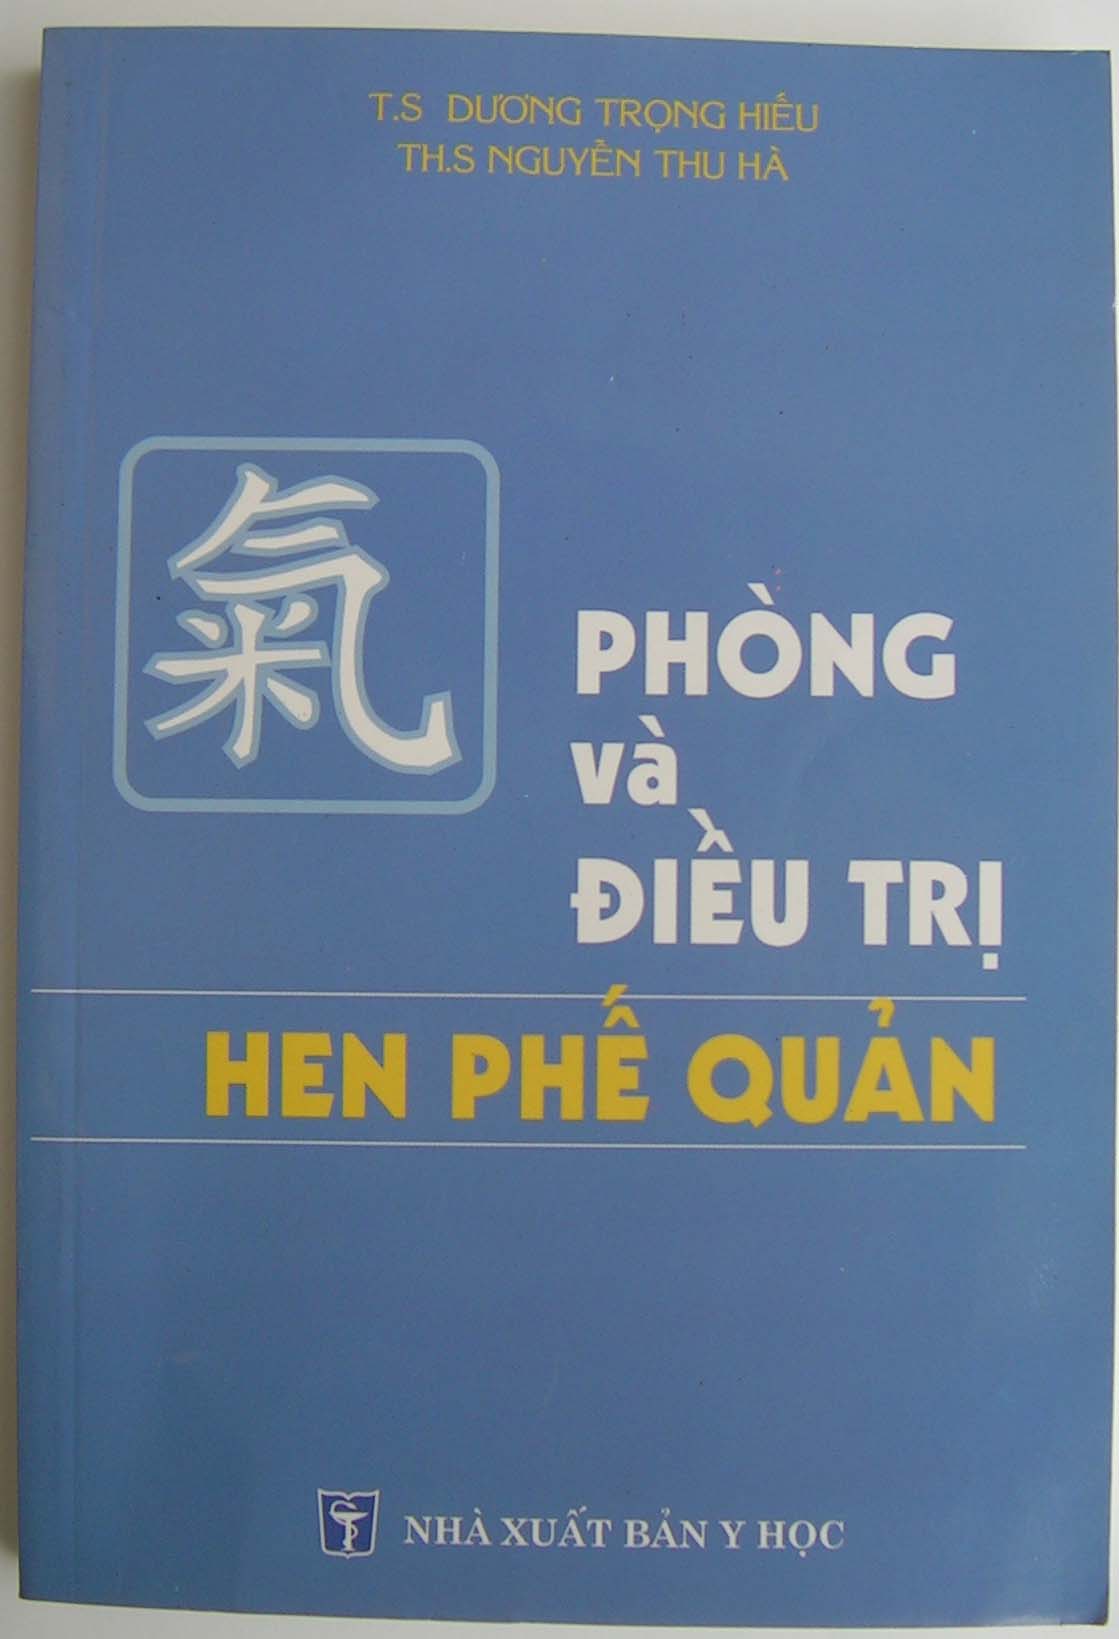 T.S DƯƠNG TRỌNG HIẾU
TH.S NGUYỄN THU HÀ
氣
PHÒNG
và
ĐIỀU TRỊ
HEN PHẾ QUẢN
NHÀ XUẤT BẢN Y HỌC